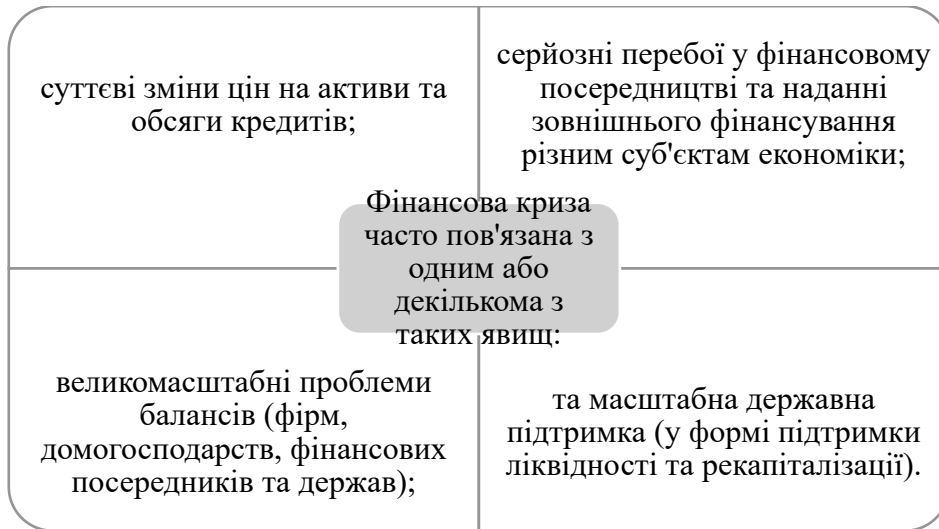 суттєві зміни цін на активи та
обсяги кредитів;
серйозні перебої у фінансовому
посередництві та наданні
зовнішнього фінансування
різним суб'єктам економіки;
Фінансова криза
часто пов'язана з
одним або
декількома з
таких явищ:
великомасштабні проблеми
балансів (фірм,
домогосподарств, фінансових
посередників та держав);
та масштабна державна
підтримка (у формі підтримки
ліквідності та рекапіталізації).